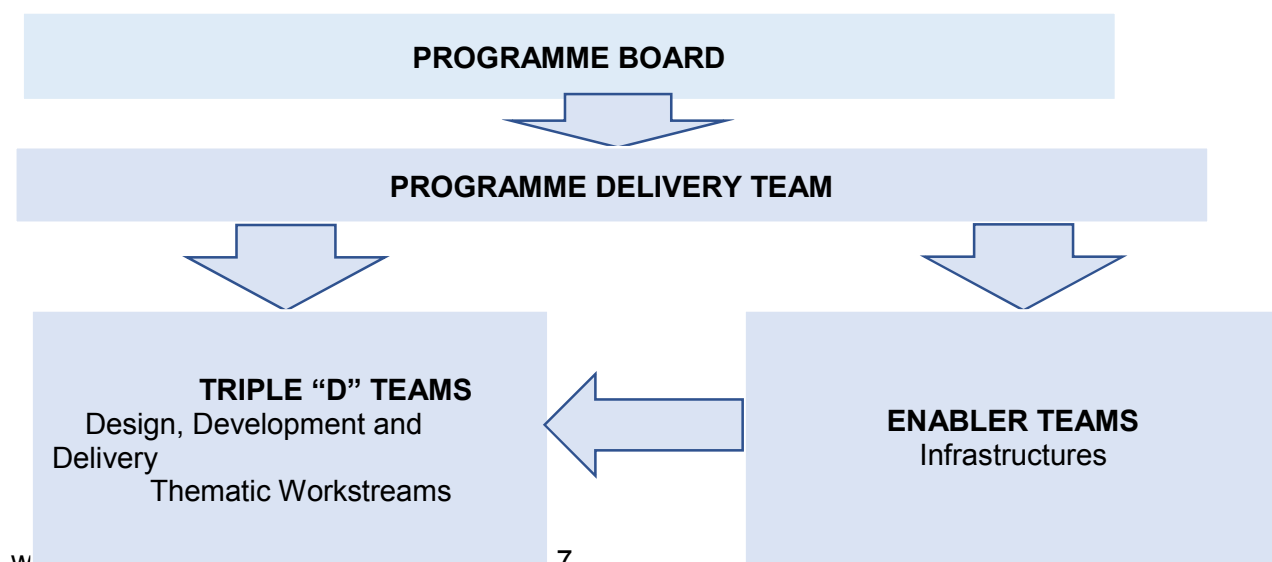 PROGRAMME BOARD
PROGRAMME DELIVERY TEAM
TRIPLE “D” TEAMS
Design, Development and
Delivery
Thematic Workstreams
ENABLER TEAMS
Infrastructures
7